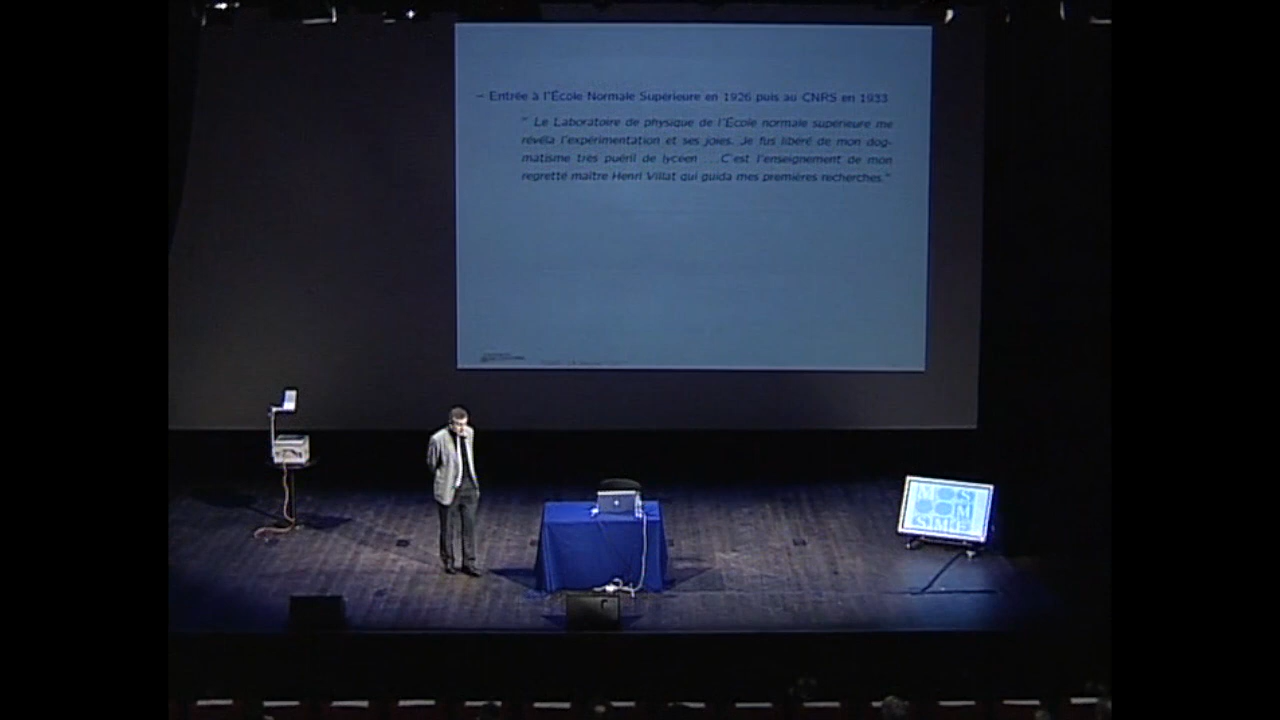 – Entrée à l'École Normale Supérieure en 1926 puis au CNRS en 1933
" Le Laboratoire de physique de l'École normale supérieure me
révéla l'expérimentation et ses joies. Je fus libéré de mon dog-
matisme très puéril de lycéen ...C'est l'enseignement de mon
regretté maître Henri Villat qui guida mes premières recherches."
M S
M
S M E